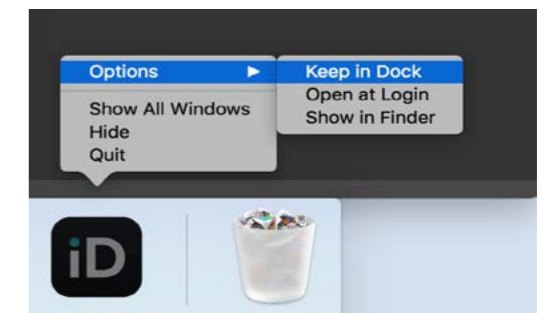 Options
Keep in Dock
Open at Login
Show in Finder
Show All Windows
Hide
Quit
iD